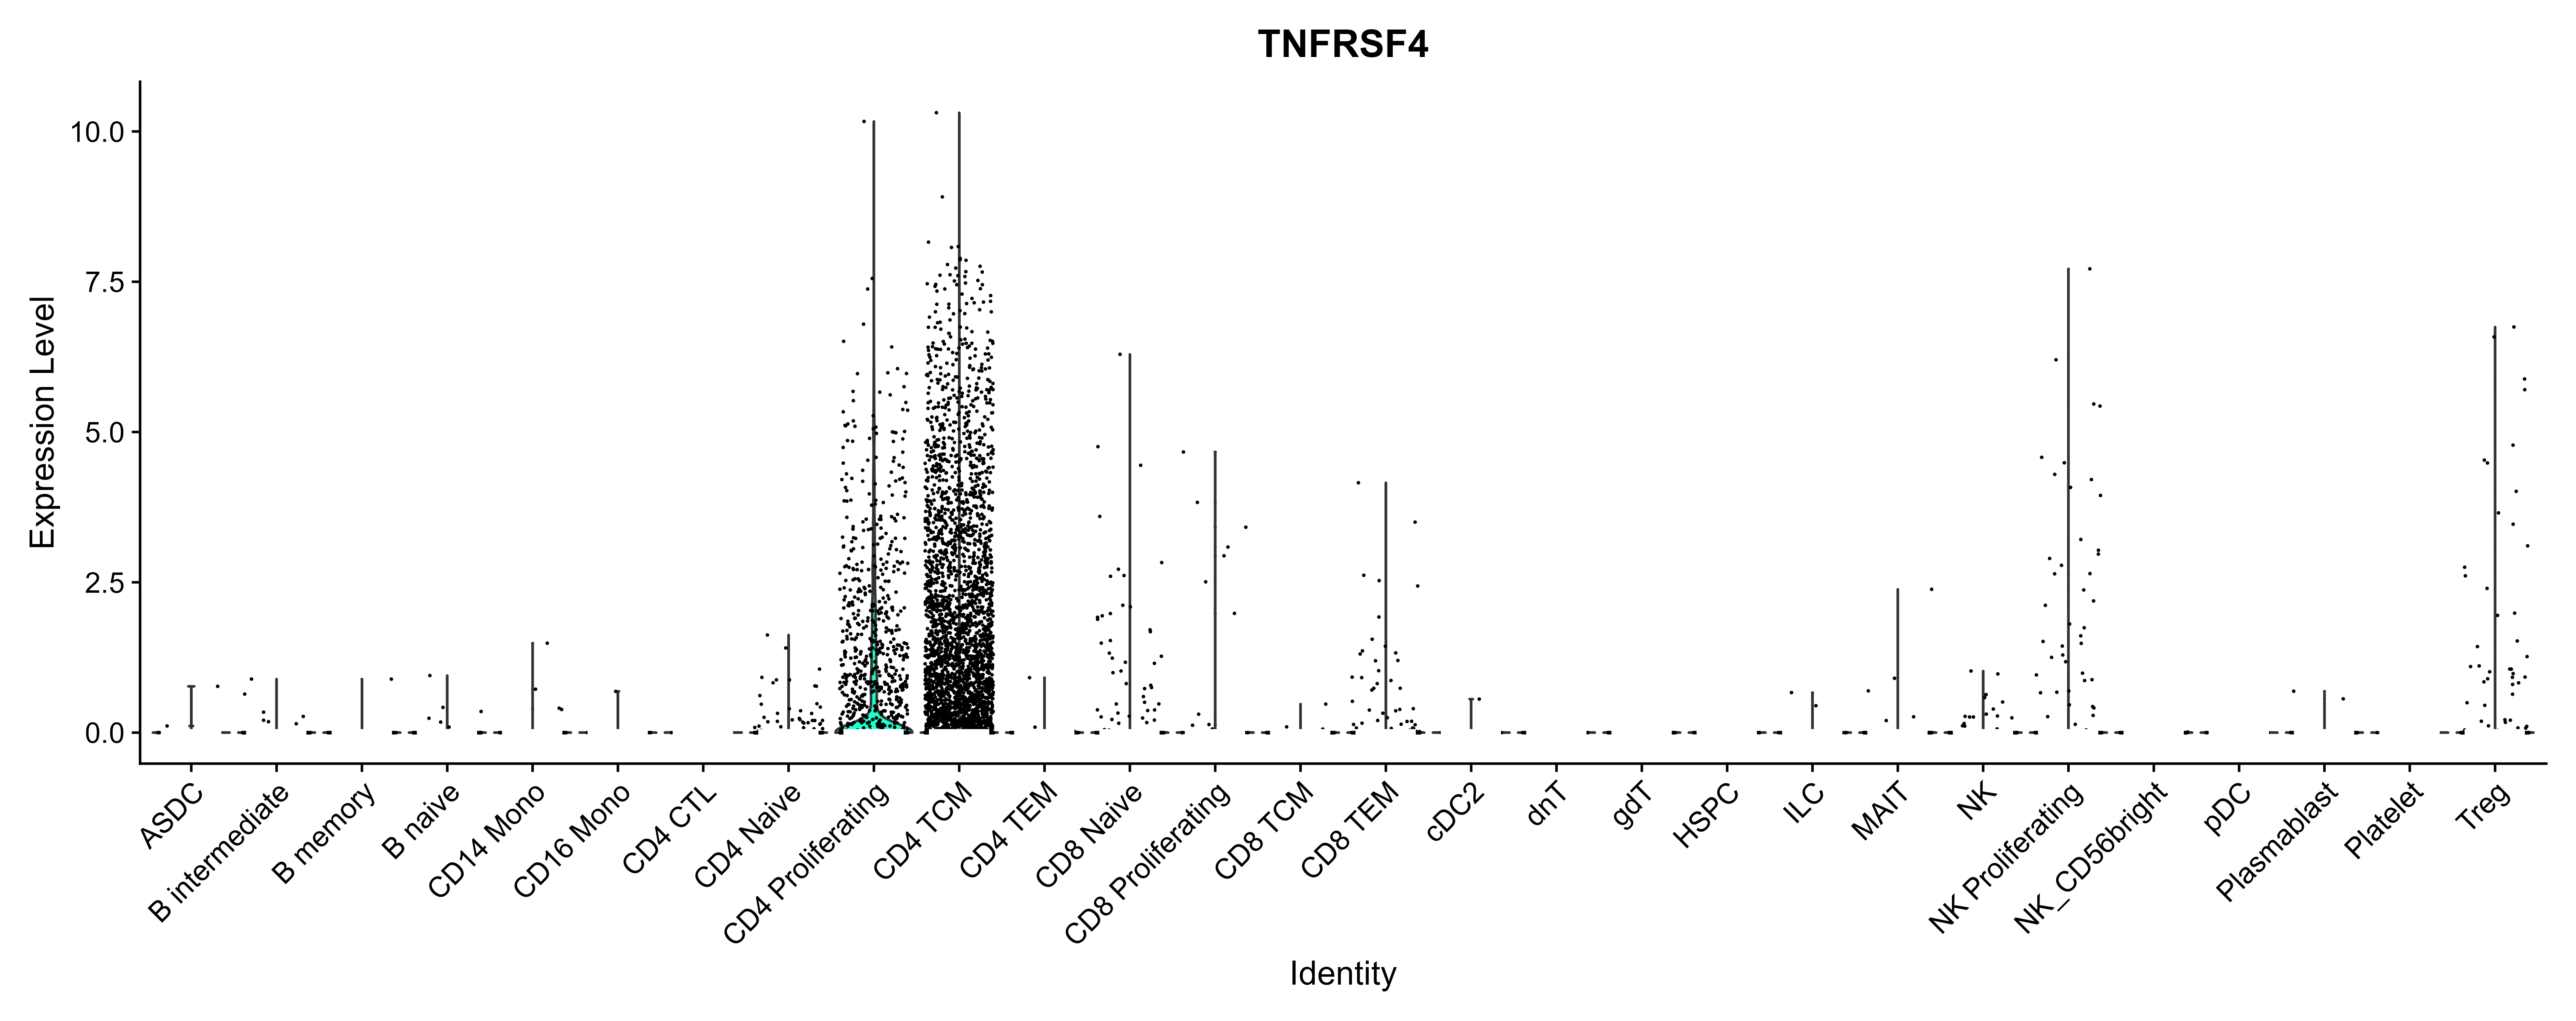 TNFRSF4
Expression Level
10.0
7.5
5.0
2.5
0.0
ASDC
B intermediate
B memory
B naive
CD14 Mono
CD16 Mono
CD4 CTL
CD4 Naive
CD4 Proliferating
CD4 TCM
CD4 TEM
CD8 Naive
CD8 Proliferating
CD8 TCM
CD8 TEM
cDC2
dnT
gdT
HSPC
ILC
MAIT
NK
NK Proliferating
NK_CD56bright
pDC
Plasmablast
Platelet
Treg
Identity